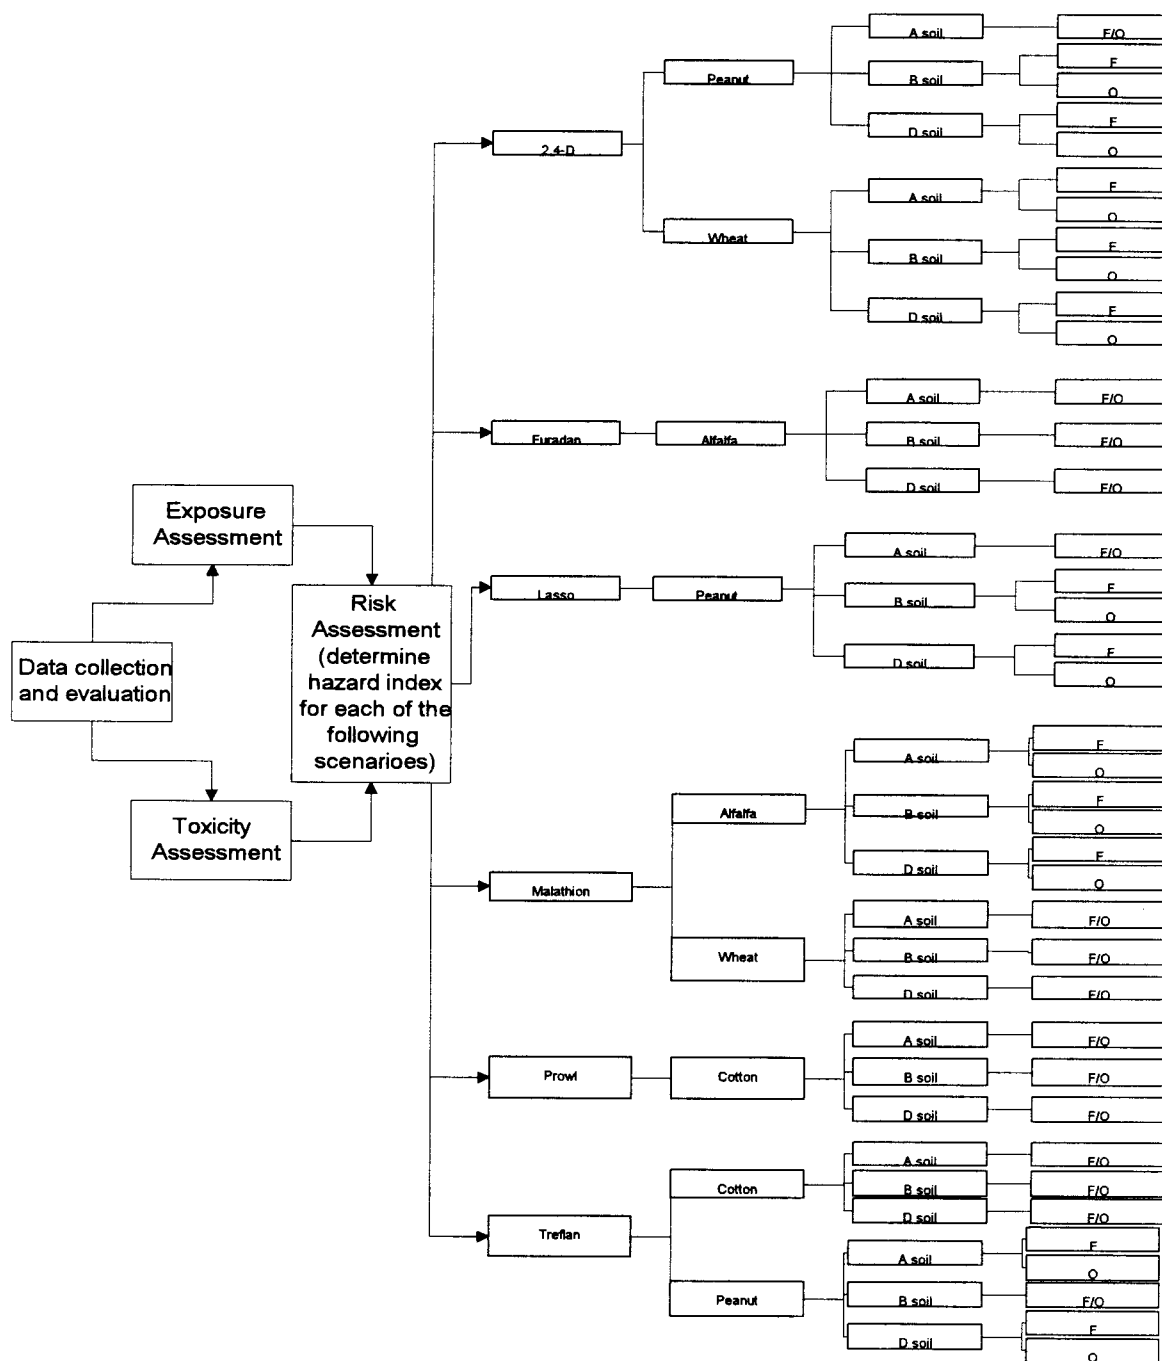 Data collection
and evaluation
Exposure
Assessment
Toxicity
Assessment
Risk
Assessment
(determine
hazard index
for each of the
following
scenarioes)
2,4-D
Peanut
A soil
F/O
B soil
F
O
D soil
F
O
Wheat
A soil
F
O
B soil
F
O
D soil
F
O
Furadan
Alfalfa
A soil
F/O
B soil
F/O
D soil
F/O
Lasso
Peanut
A soil
F/O
B soil
F
O
D soil
F
O
Malathion
Alfalfa
A soil
F
O
B soil
F
O
D soil
F
O
Wheat
A soil
F/O
B soil
F/O
D soil
F/O
Prowl
Cotton
A soil
F/O
B soil
F/O
D soil
F/O
Treflan
Cotton
A soil
F/O
B soil
F/O
D soil
F/O
Peanut
A soil
F
O
B soil
F/O
D soil
F
O